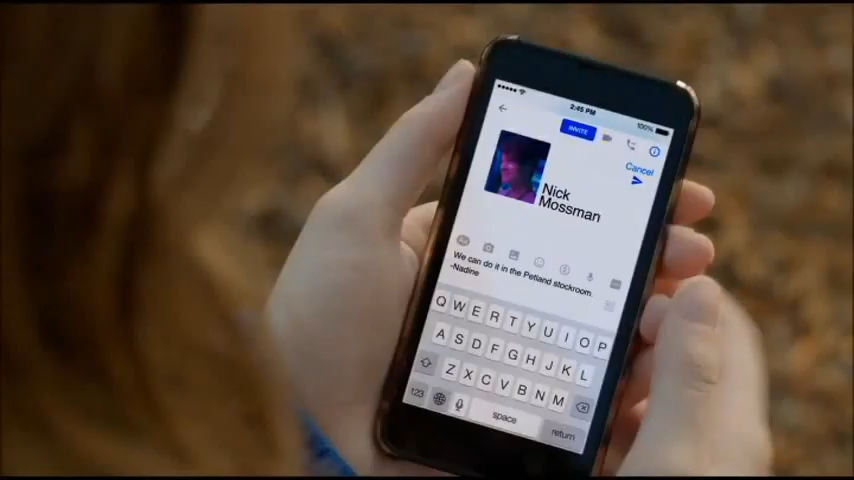 2:45 PM 100%
INVITE
Cancel
Nick
Mossman
We can do it in the Petland stockroom.
-Nadine
Q W E R T Y U I O P
A S D F G H J K L
Z X C V B N M
123 space return